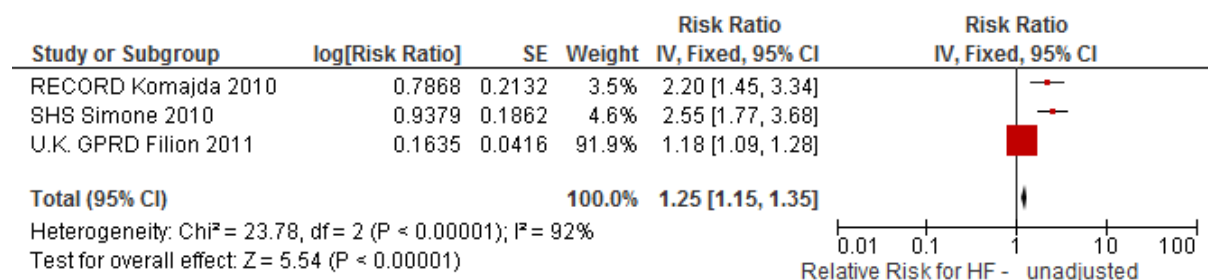 Risk Ratio Risk Ratio
Study or Subgroup log[Risk Ratio] SE Weight IV, Fixed, 95% CI IV, Fixed, 95% CI
RECORD Komajda 2010 0.7868 0.2132 3.5% 2.20 [1.45, 3.34]
SHS Simone 2010 0.9379 0.1862 4.6% 2.55 [1.77, 3.68]
U.K. GPRD Filion 2011 0.1635 0.0416 91.9% 1.18 [1.09, 1.28]
Total (95% CI) 100.0% 1.25 [1.15, 1.35]
Heterogeneity: Chi² = 23.78, df = 2 (P < 0.00001); I² = 92%
Test for overall effect: Z = 5.54 (P < 0.00001)
0.01 0.1 1 10 100
Relative Risk for HF - unadjusted